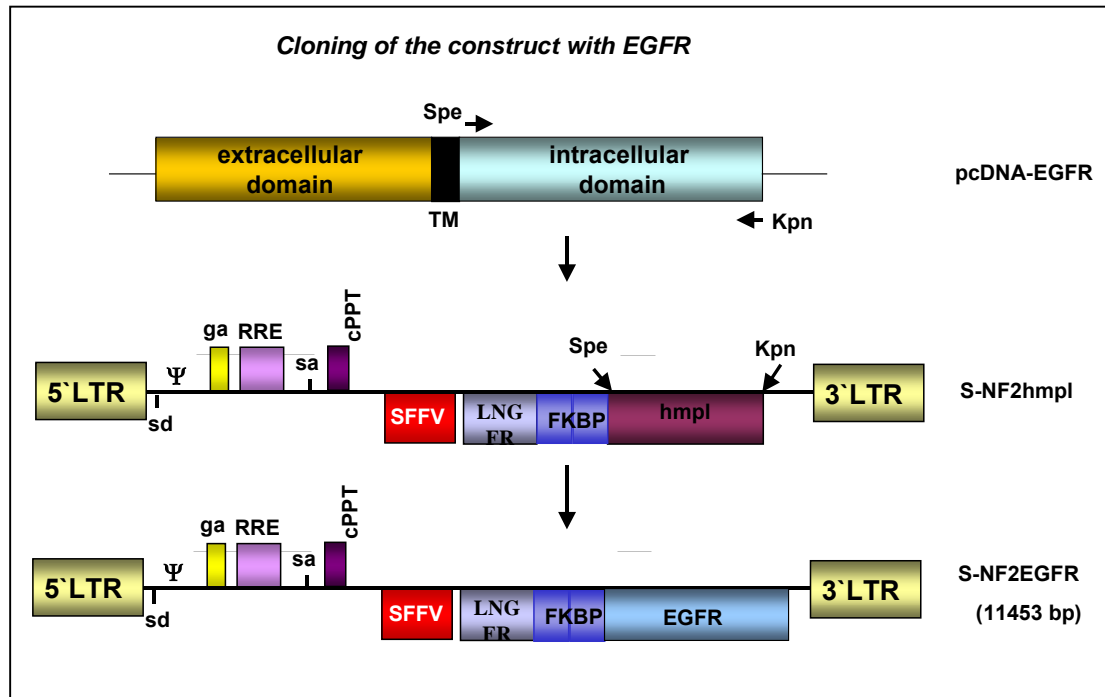 Cloning of the construct with EGFR
Spe
extracellular
domain
intracellular
domain
pcDNA-EGFR
TM
Kpn
ga
RRE
sa
cPPT
Ψ
Spe
Kpn
5`LTR
sd
SFFV
LNG
FR
FKBP
hmpl
3`LTR
S-NF2hmpl
ga
RRE
sa
cPPT
Ψ
5`LTR
sd
SFFV
LNG
FR
FKBP
EGFR
3`LTR
S-NF2EGFR
(11453 bp)